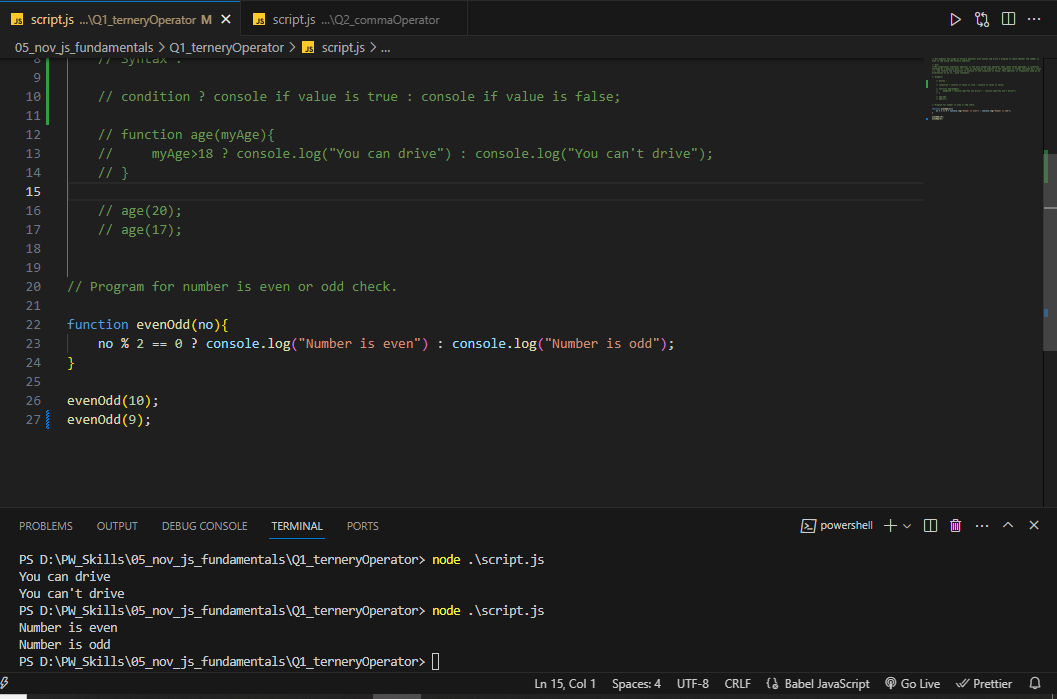 JS script.js ...\Q1_terneryOperator M
JS script.js ...\Q2_commaOperator
05_nov_js_fundamentals > Q1_terneryOperator > JS script.js > ...
8 // Syntax :
9
10 // condition ? console if value is true : console if value is false;
11
12 // function age(myAge){
13 // myAge>18 ? console.log("You can drive") : console.log("You can't drive");
14 // }
15
16 // age(20);
17 // age(17);
18
19
20 // Program for number is even or odd check.
21
22 function evenOdd(no){
23 no % 2 == 0 ? console.log("Number is even") : console.log("Number is odd");
24 }
25
26 evenOdd(10);
27 evenOdd(9);
PROBLEMS OUTPUT DEBUG CONSOLE TERMINAL PORTS
powershell
PS D:\PW_Skills\05_nov_js_fundamentals\Q1_terneryOperator> node .\script.js
You can drive
You can't drive
PS D:\PW_Skills\05_nov_js_fundamentals\Q1_terneryOperator> node .\script.js
Number is even
Number is odd
PS D:\PW_Skills\05_nov_js_fundamentals\Q1_terneryOperator>
Ln 15, Col 1 Spaces: 4 UTF-8 CRLF Babel JavaScript Go Live Prettier